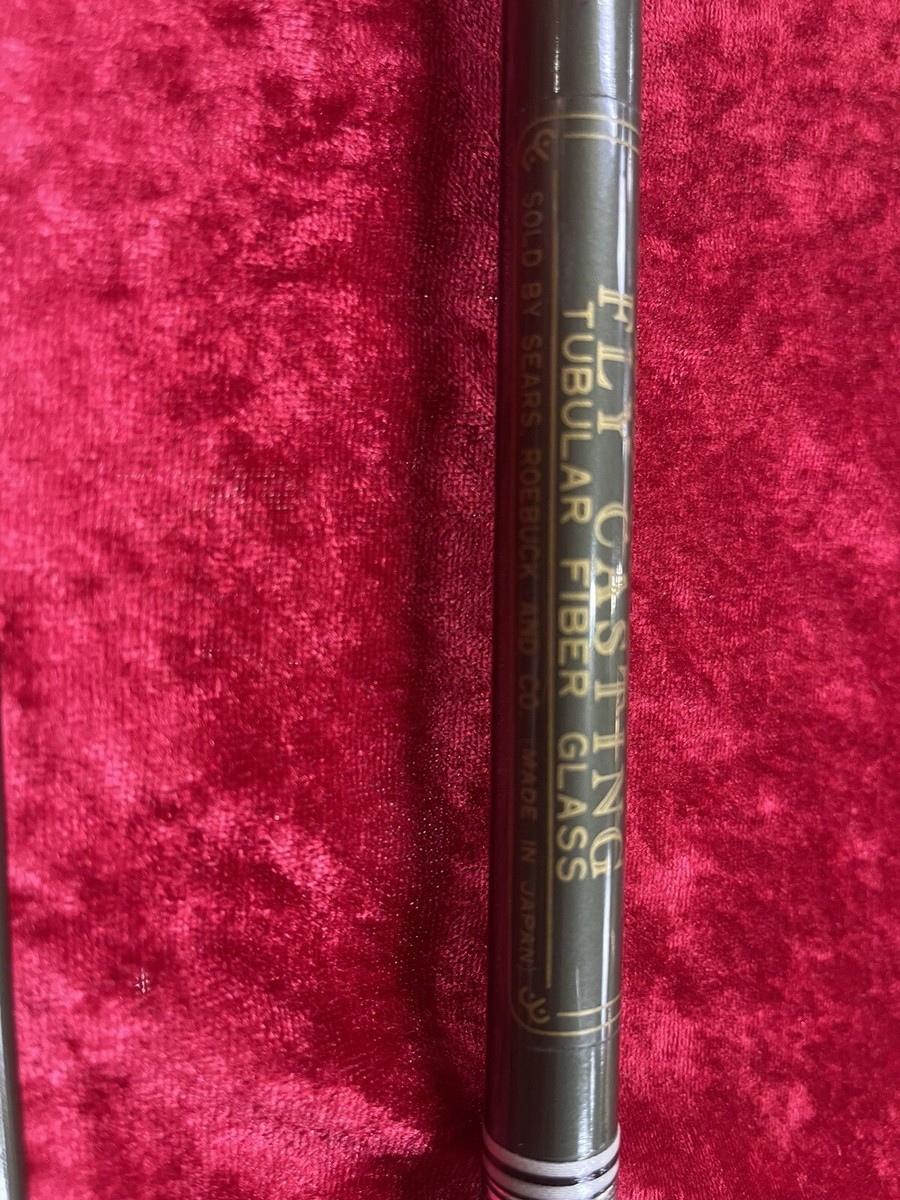 FLY CASTING
TUBULAR FIBER GLASS
SOLD BY SEARS, ROEBUCK AND CO. MADE IN JAPAN